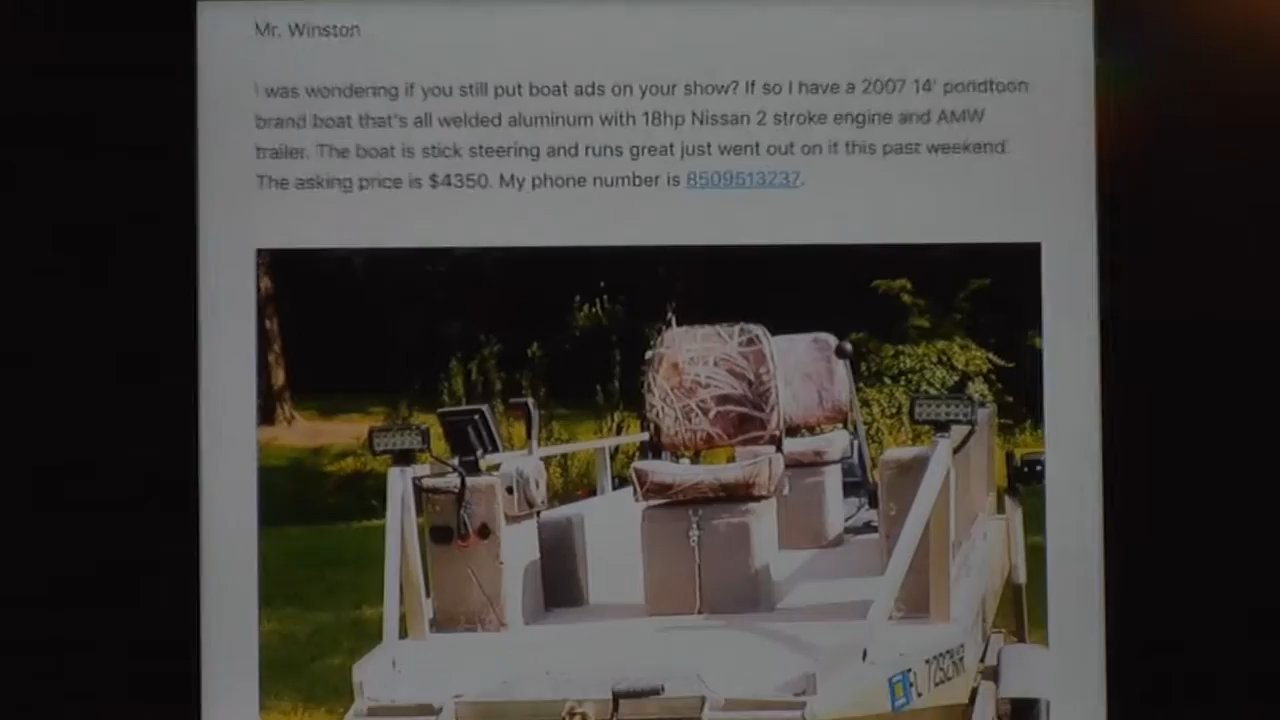 Mr. Winston
I was wondering if you still put boat ads on your show? If so I have a 2007 14' pondtoon
brand boat that's all welded aluminum with 18hp Nissan 2 stroke engine and AMW
trailer. The boat is stick steering and runs great just went out on it this past weekend.
The asking price is $4350. My phone number is 8509513237.
FL